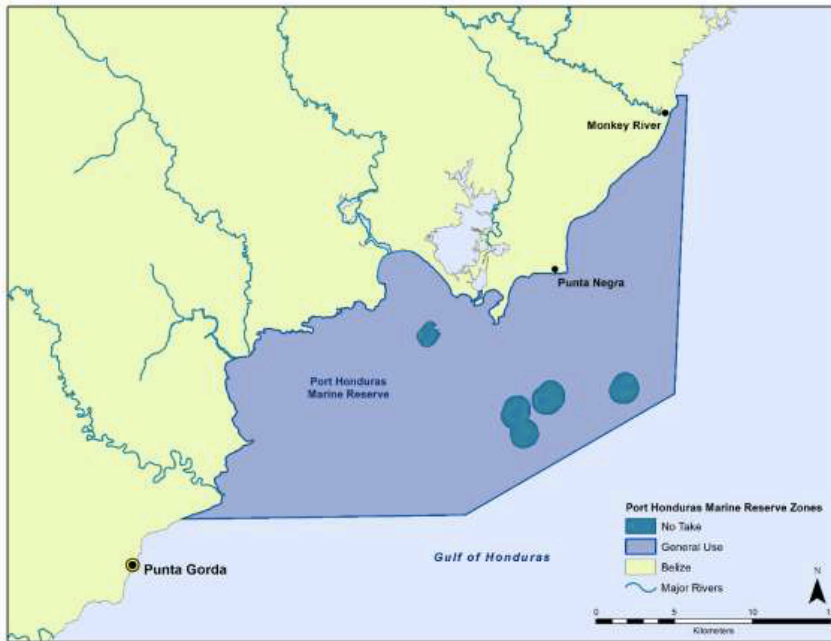 Monkey River
Punta Negra
Port Honduras
Marine Reserve
Port Honduras Marine Reserve Zones
No Take
General Use
Belize
Major Rivers
Gulf of Honduras
Punta Gorda
N
0 5 10
Kilometers